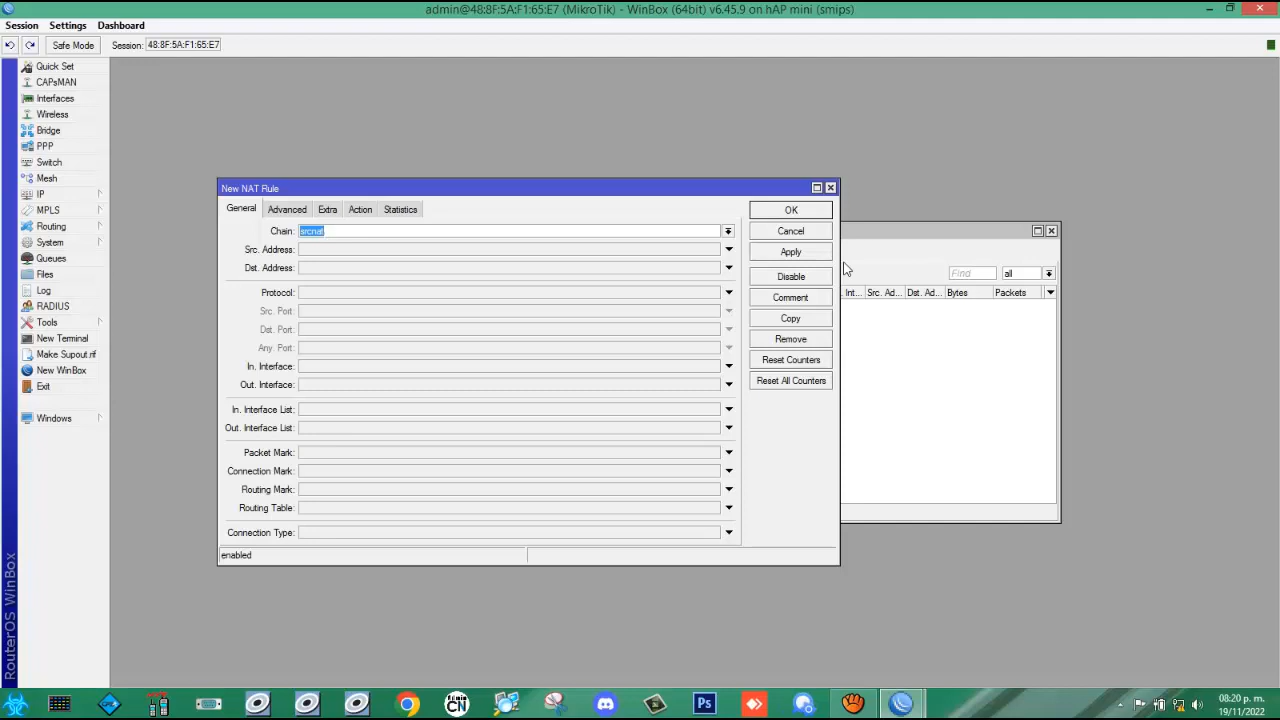 admin@48:8F:5A:F1:65:E7 (MikroTik) - WinBox (64bit) v6.45.9 on hAP mini (smips)
Session Settings Dashboard
Safe Mode Session: 48:8F:5A:F1:65:E7
Quick Set
CAPsMAN
Interfaces
Wireless
Bridge
PPP
Switch
Mesh
IP
MPLS
Routing
System
Queues
Files
Log
RADIUS
Tools
New Terminal
Make Supout.rif
New WinBox
Exit
Windows
RouterOS WinBox
New NAT Rule
General Advanced Extra Action Statistics
Chain: srcnat
Src. Address:
Dst. Address:
Protocol:
Src. Port:
Dst. Port:
Any. Port:
In. Interface:
Out. Interface:
In. Interface List:
Out. Interface List:
Packet Mark:
Connection Mark:
Routing Mark:
Routing Table:
Connection Type:
enabled
OK
Cancel
Apply
Disable
Comment
Copy
Remove
Reset Counters
Reset All Counters
Find all
. Int... Src. Ad... Dst. Ad... Bytes Packets
CN
Ps
08:20 p. m.
19/11/2022